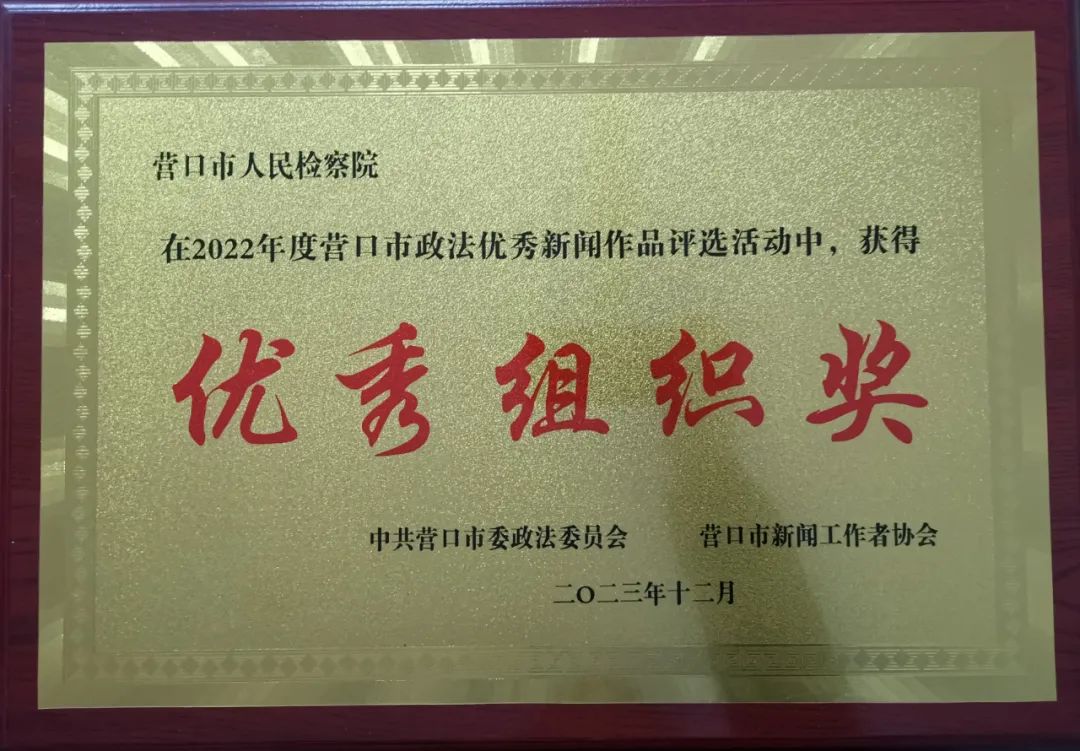 营口市人民检察院
在2022年度营口市政法优秀新闻作品评选活动中，获得
优秀组织奖
中共营口市委政法委员会 营口市新闻工作者协会
二〇二三年十二月